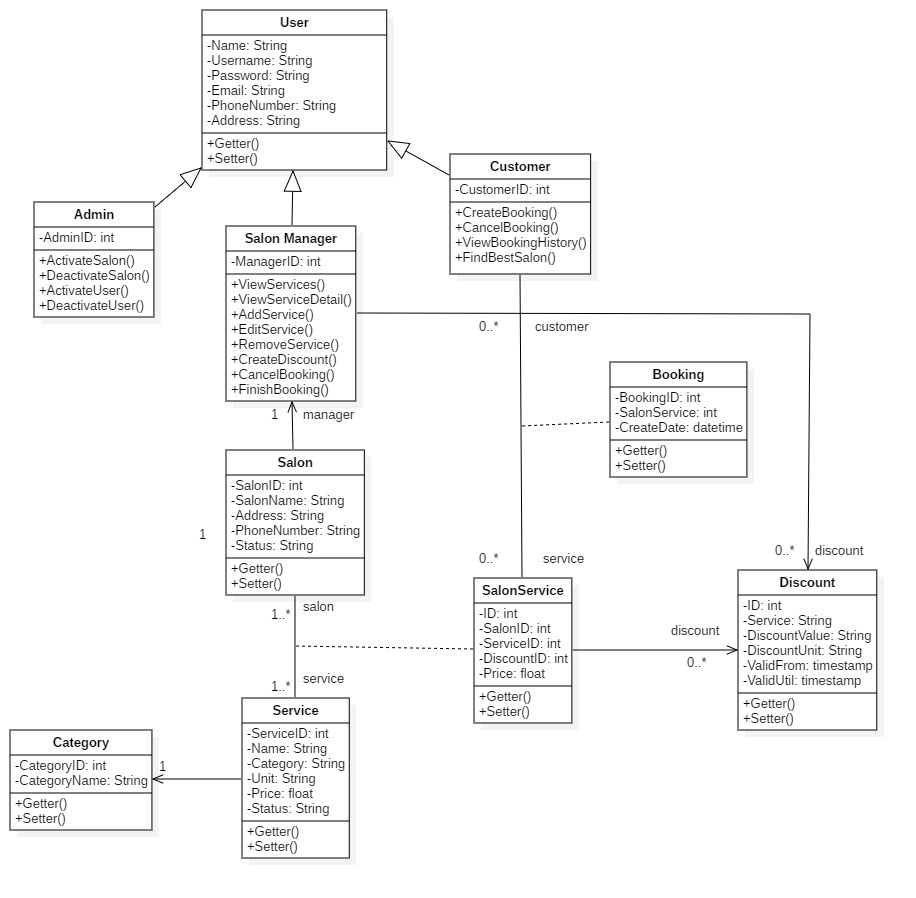 User
-Name: String
-Username: String
-Password: String
-Email: String
-PhoneNumber: String
-Address: String
+Getter()
+Setter()
Customer
-CustomerID: int
+CreateBooking()
+CancelBooking()
+ViewBookingHistory()
+FindBestSalon()
Admin
-AdminID: int
+ActivateSalon()
+DeactivateSalon()
+ActivateUser()
+DeactivateUser()
Salon Manager
-ManagerID: int
+ViewServices()
+ViewServiceDetail()
+AddService()
+EditService()
+RemoveService()
+CreateDiscount()
+CancelBooking()
+FinishBooking()
0..*
customer
Booking
-BookingID: int
-SalonService: int
-CreateDate: datetime
+Getter()
+Setter()
1
manager
Salon
-SalonID: int
-SalonName: String
-Address: String
-PhoneNumber: String
-Status: String
+Getter()
+Setter()
1
0..*
service
0..*
discount
SalonService
-ID: int
-SalonID: int
-ServiceID: int
-DiscountID: int
-Price: float
+Getter()
+Setter()
Discount
-ID: int
-Service: String
-DiscountValue: String
-DiscountUnit: String
-ValidFrom: timestamp
-ValidUtil: timestamp
+Getter()
+Setter()
discount
0..*
1..*
salon
1..*
service
Service
-ServiceID: int
-Name: String
-Category: String
-Unit: String
-Price: float
-Status: String
+Getter()
+Setter()
Category
-CategoryID: int
-CategoryName: String
+Getter()
+Setter()
1